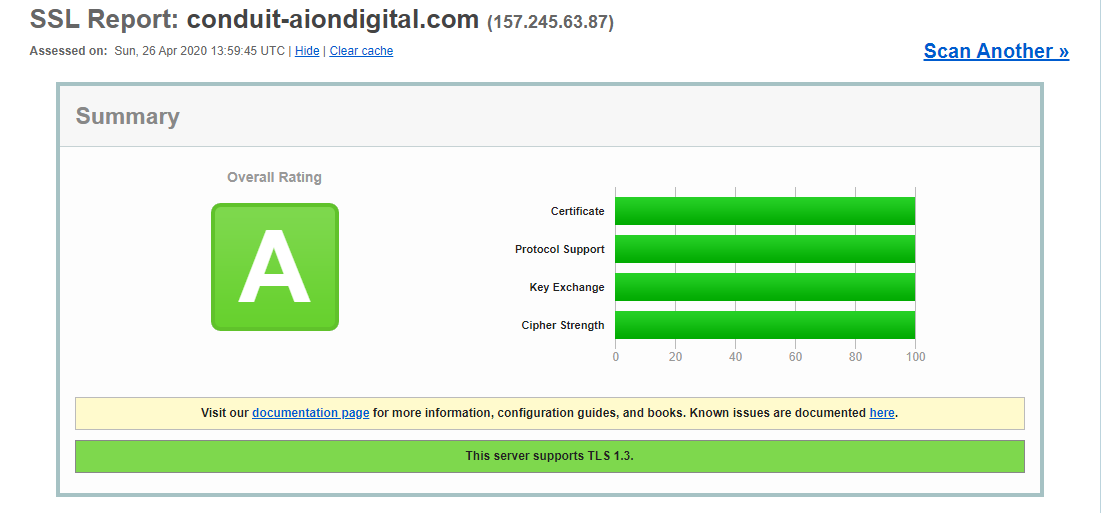 SSL Report: conduit-aiondigital.com (157.245.63.87)
Assessed on: Sun, 26 Apr 2020 13:59:45 UTC | Hide | Clear cache
Scan Another »
Summary
Overall Rating
A
Certificate
Protocol Support
Key Exchange
Cipher Strength
0 20 40 60 80 100
Visit our documentation page for more information, configuration guides, and books. Known issues are documented here.
This server supports TLS 1.3.